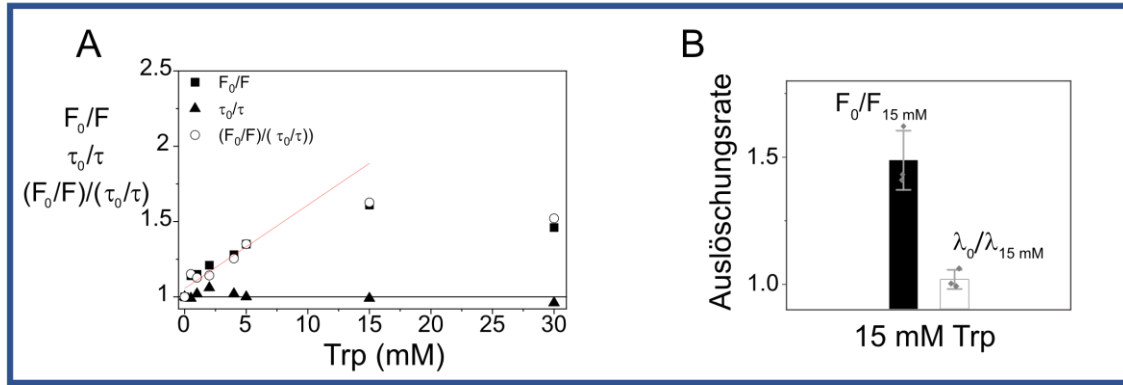 A
F₀/F
τ₀/τ
(F₀/F)/(τ₀/τ)
2.5
2
1.5
1
F₀/F
τ₀/τ
(F₀/F)/( τ₀/τ))
0 5 10 15 20 25 30
Trp (mM)
B
Auslöschungsrate
1.5
1.0
F₀/F₁₅ mM
λ₀/λ₁₅ mM
15 mM Trp